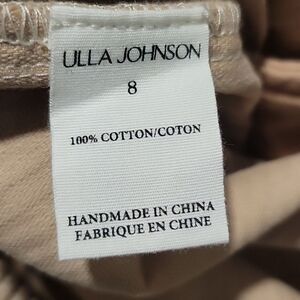 ULLA JOHNSON
8
100% COTTON/COTON
HANDMADE IN CHINA
FABRIQUE EN CHINE